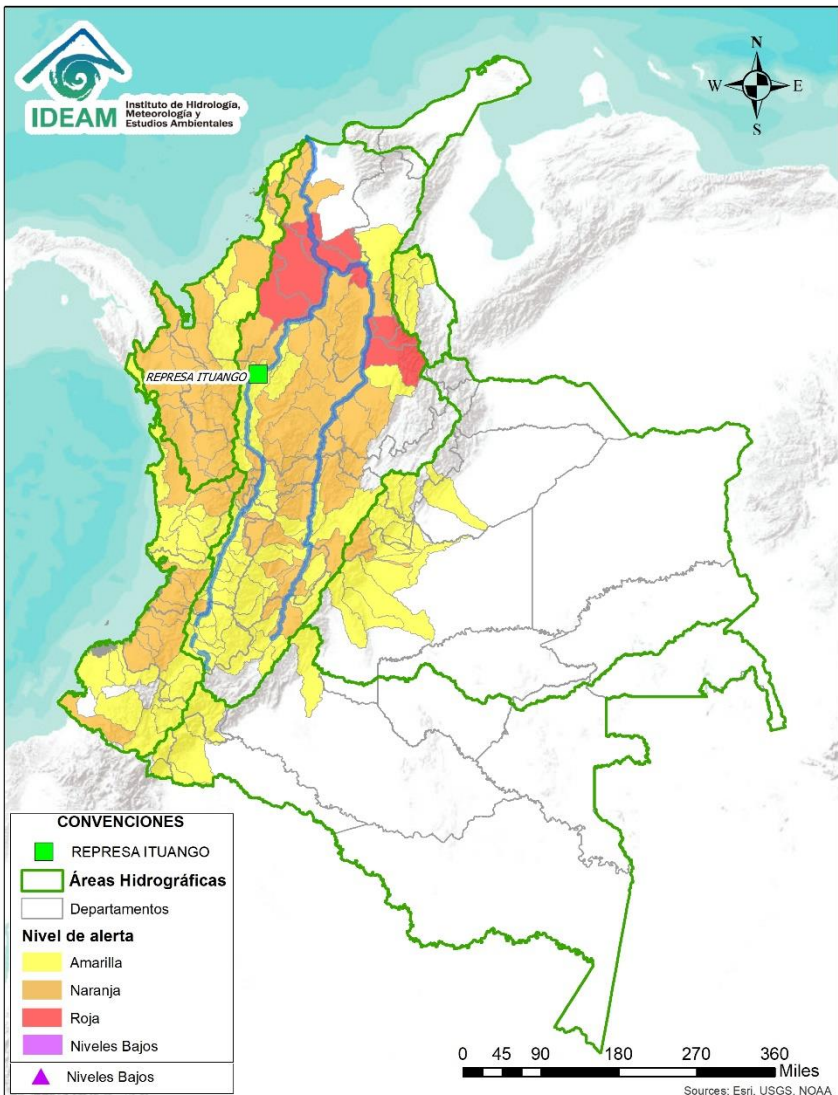 IDEAM
Instituto de Hidrología,
Meteorología y
Estudios Ambientales
N
W
E
S
REPRESA ITUANGO
CONVENCIONES
REPRESA ITUANGO
Áreas Hidrográficas
Departamentos
Nivel de alerta
Amarilla
Naranja
Roja
Niveles Bajos
Niveles Bajos
0 45 90 180 270 360
Miles
Sources: Esri, USGS, NOAA